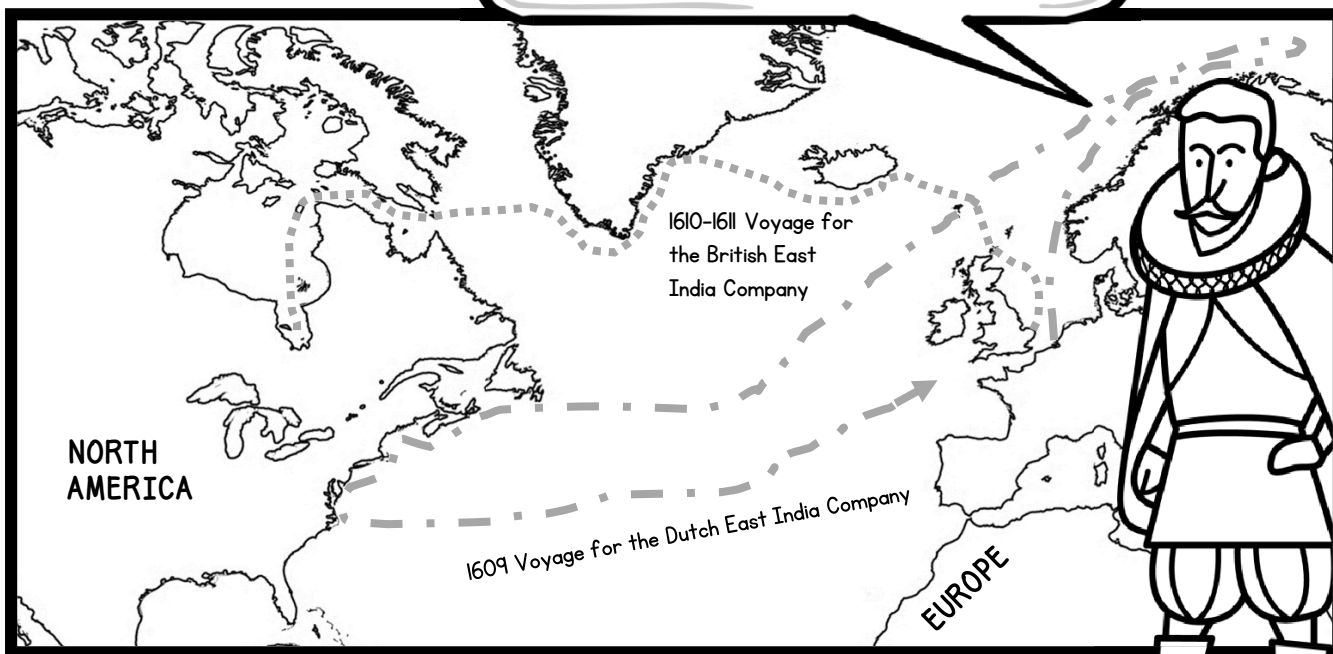 1610-1611 Voyage for
the British East
India Company
NORTH
AMERICA
1609 Voyage for the Dutch East India Company
EUROPE